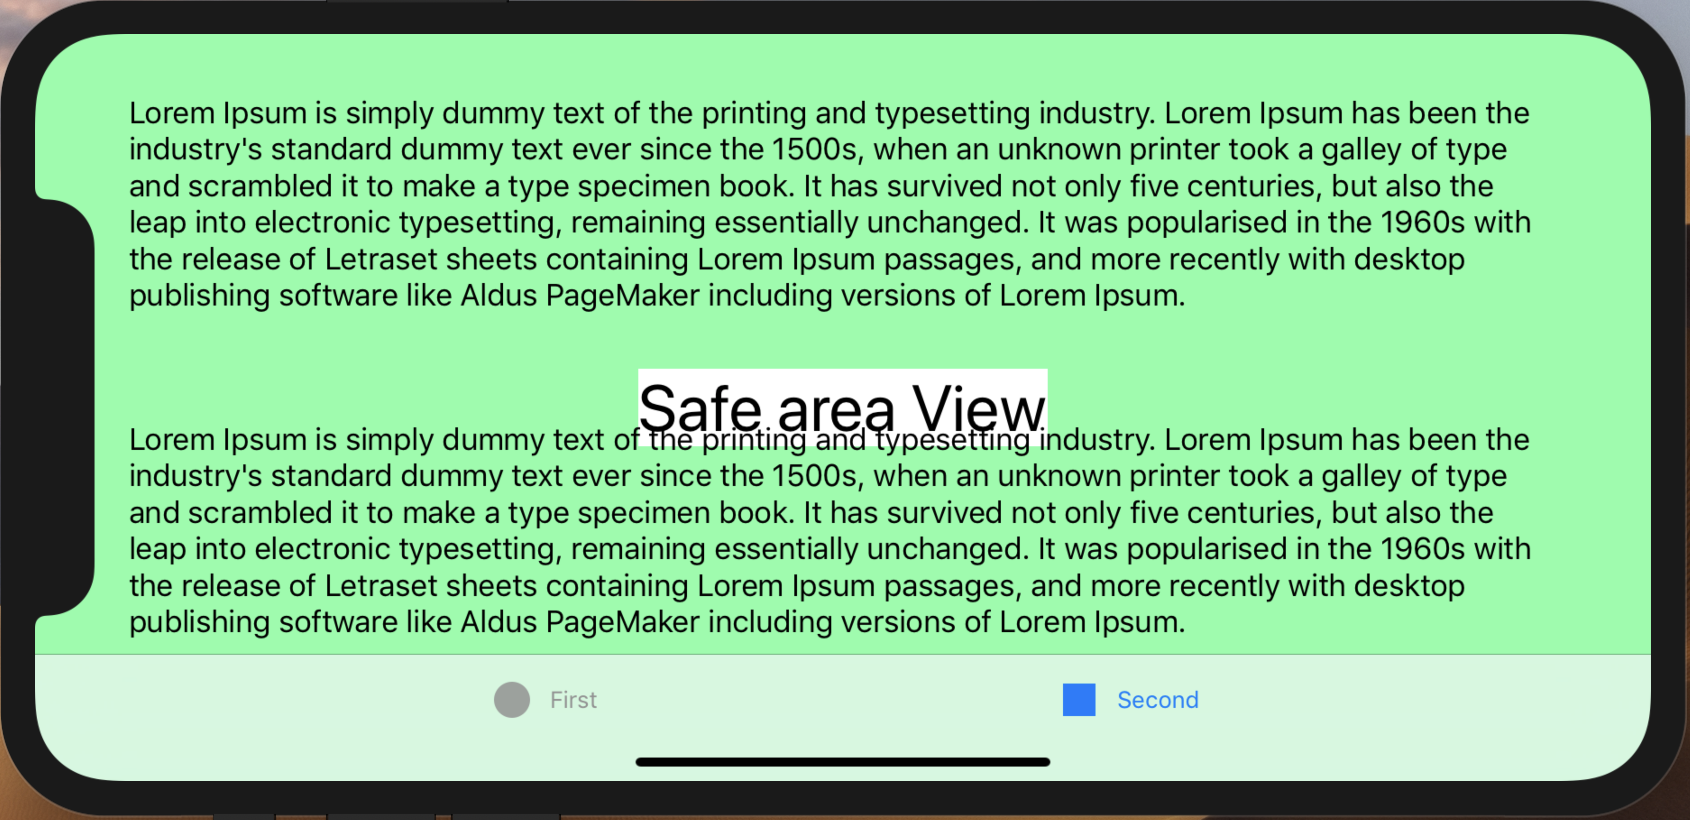 Lorem Ipsum is simply dummy text of the printing and typesetting industry. Lorem Ipsum has been the
industry's standard dummy text ever since the 1500s, when an unknown printer took a galley of type
and scrambled it to make a type specimen book. It has survived not only five centuries, but also the
leap into electronic typesetting, remaining essentially unchanged. It was popularised in the 1960s with
the release of Letraset sheets containing Lorem Ipsum passages, and more recently with desktop
publishing software like Aldus PageMaker including versions of Lorem Ipsum.
Safe area View
Lorem Ipsum is simply dummy text of the printing and typesetting industry. Lorem Ipsum has been the
industry's standard dummy text ever since the 1500s, when an unknown printer took a galley of type
and scrambled it to make a type specimen book. It has survived not only five centuries, but also the
leap into electronic typesetting, remaining essentially unchanged. It was popularised in the 1960s with
the release of Letraset sheets containing Lorem Ipsum passages, and more recently with desktop
publishing software like Aldus PageMaker including versions of Lorem Ipsum.
First
Second